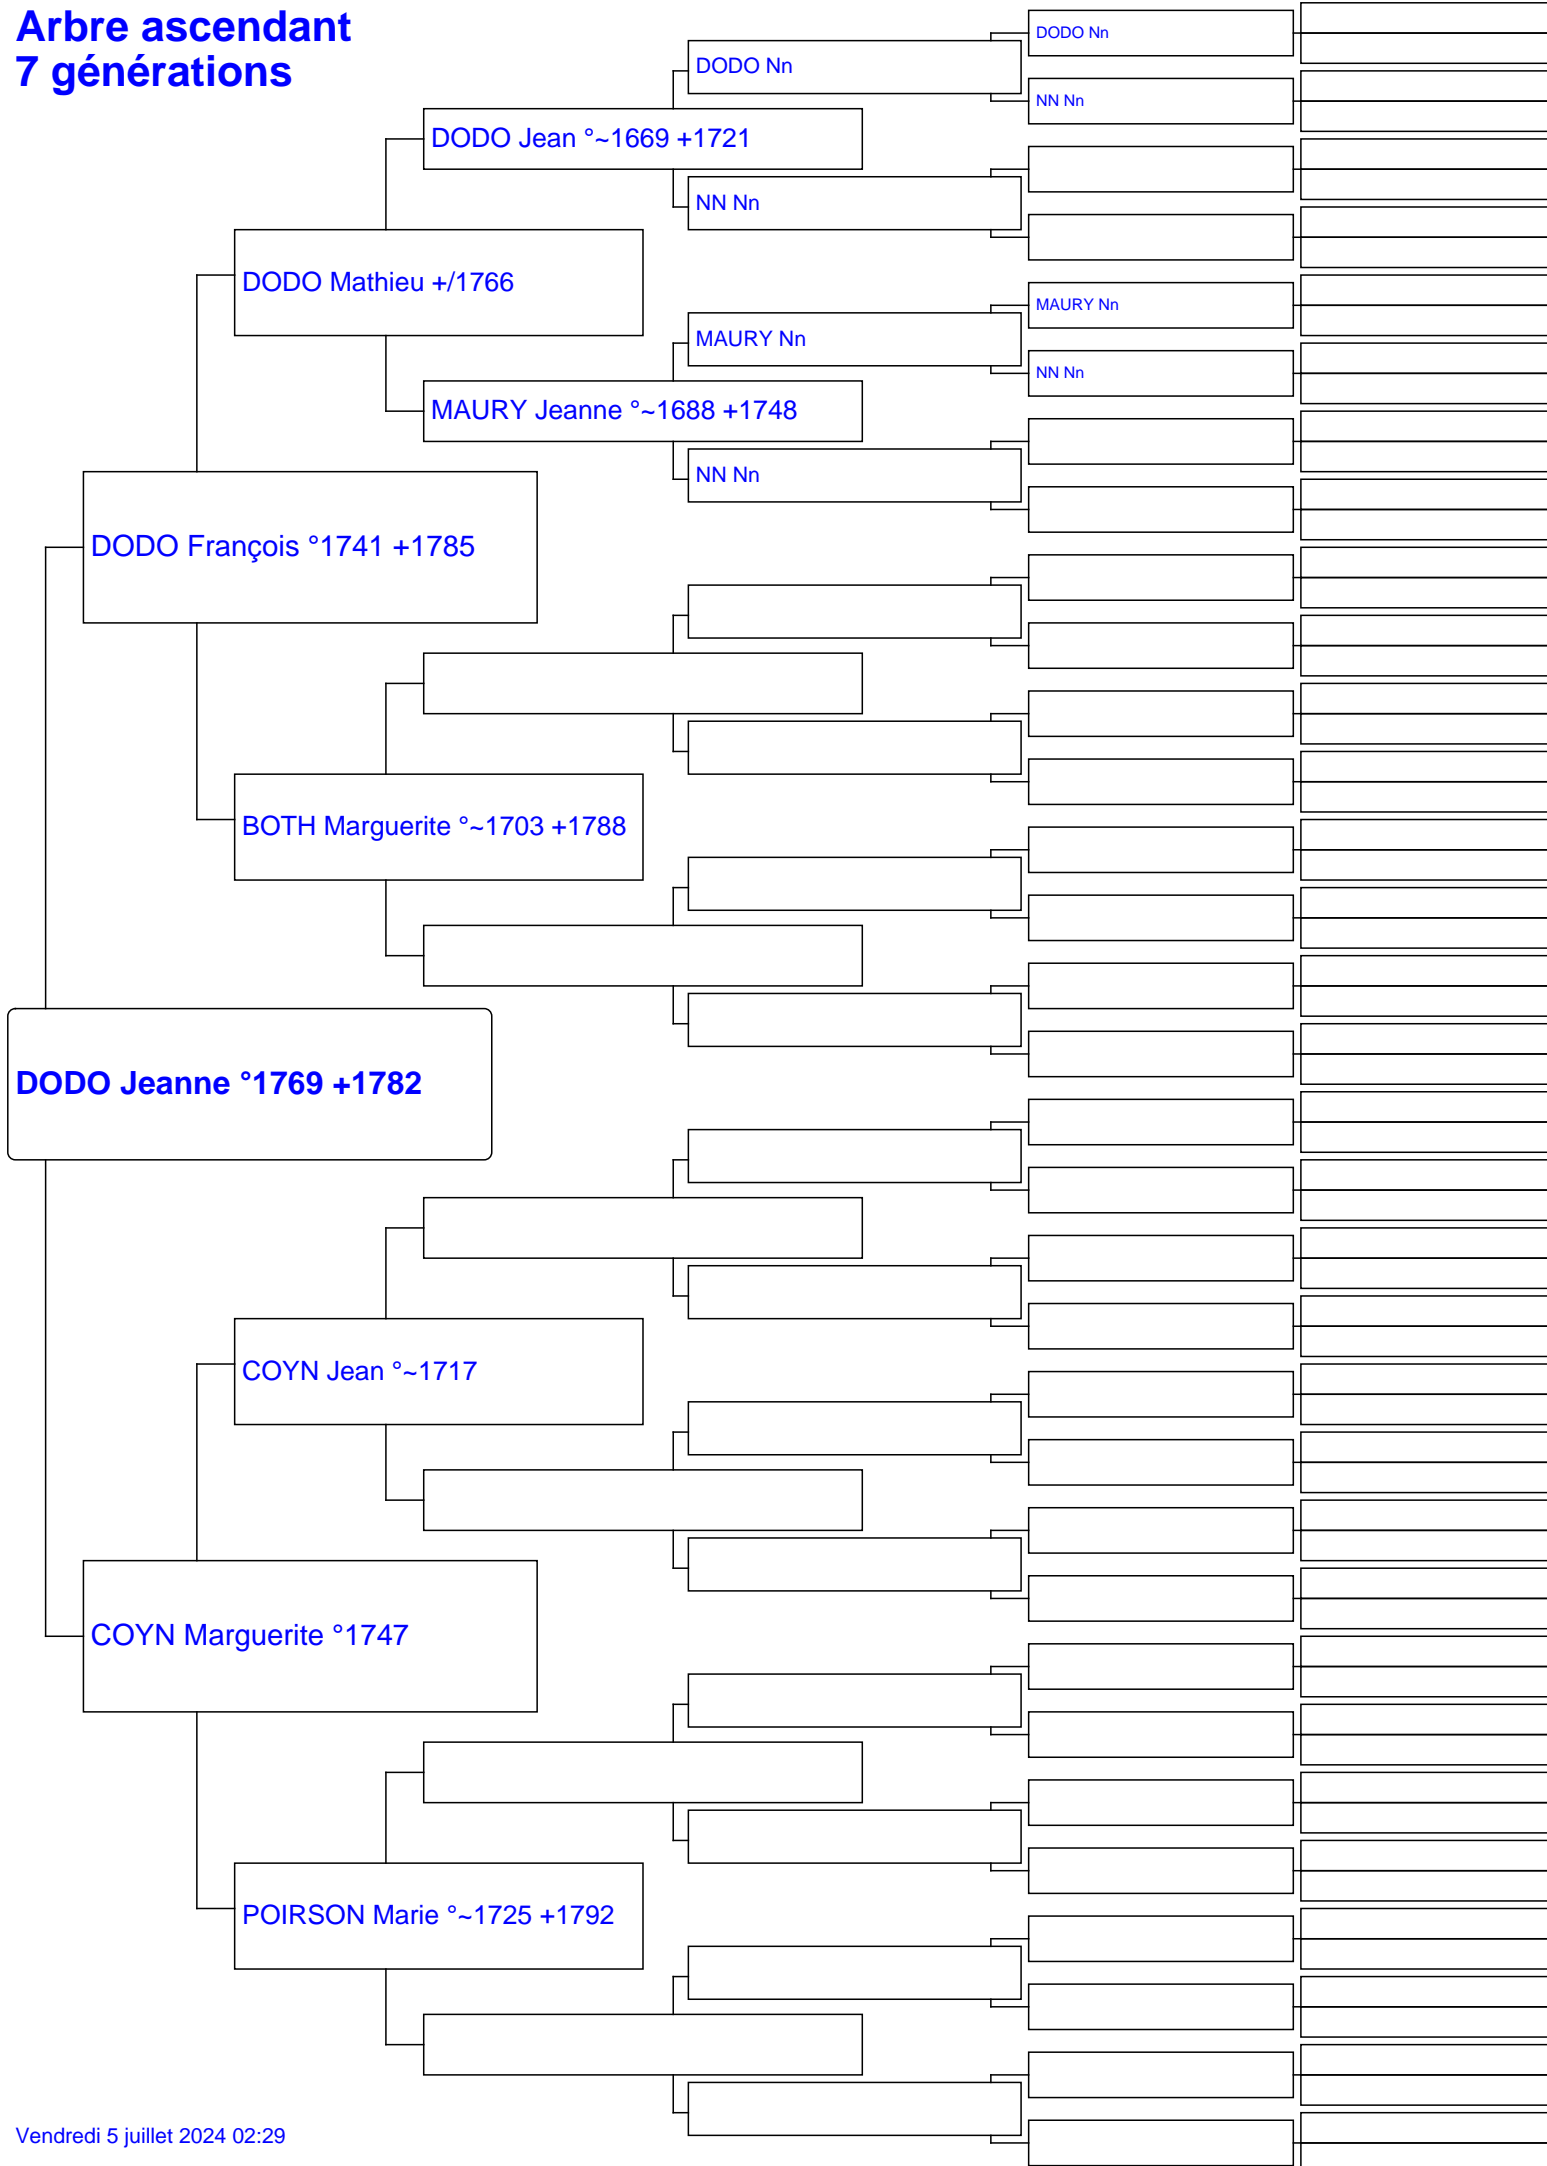 Arbre ascendant
7 générations
DODO Nn
DODO Nn
NN Nn
DODO Jean °~1669 +1721
NN Nn
DODO Mathieu +/1766
MAURY Nn
MAURY Nn
NN Nn
MAURY Jeanne °~1688 +1748
NN Nn
DODO François °1741 +1785
BOTH Marguerite °~1703 +1788
DODO Jeanne °1769 +1782
COYN Jean °~1717
COYN Marguerite °1747
POIRSON Marie °~1725 +1792
Vendredi 5 juillet 2024 02:29